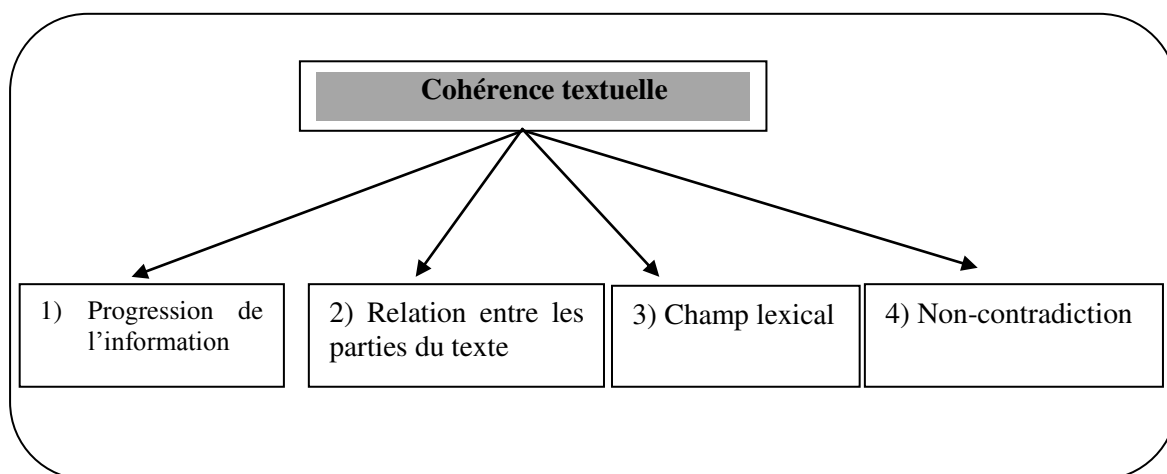 Cohérence textuelle
1) Progression de
l’information
2) Relation entre les
parties du texte
3) Champ lexical
4) Non-contradiction